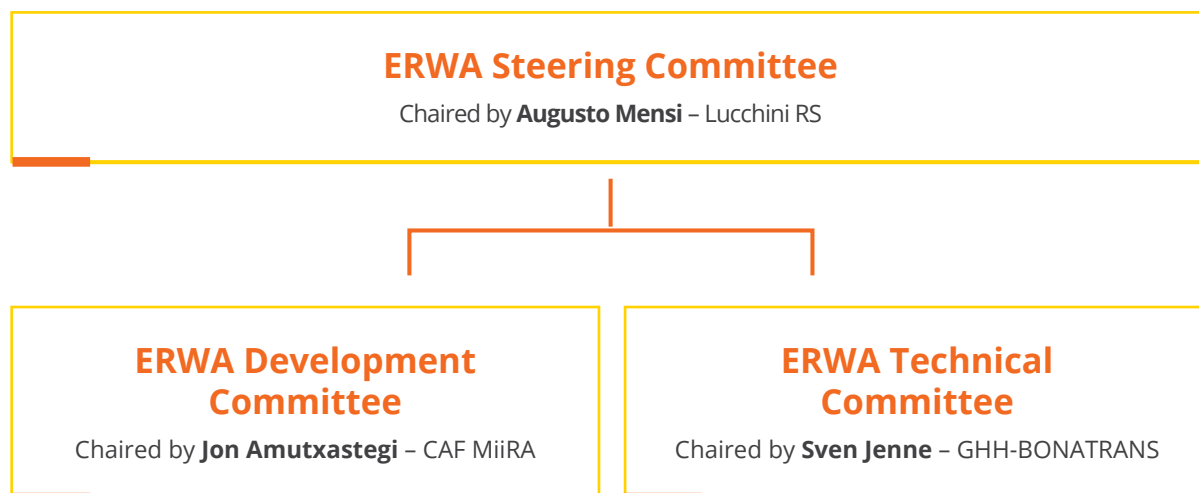 ERWA Steering Committee
Chaired by Augusto Mensi – Lucchini RS
ERWA Development
Committee
Chaired by Jon Amutxastegi – CAF MiiRA
ERWA Technical
Committee
Chaired by Sven Jenne – GHH-BONATRANS